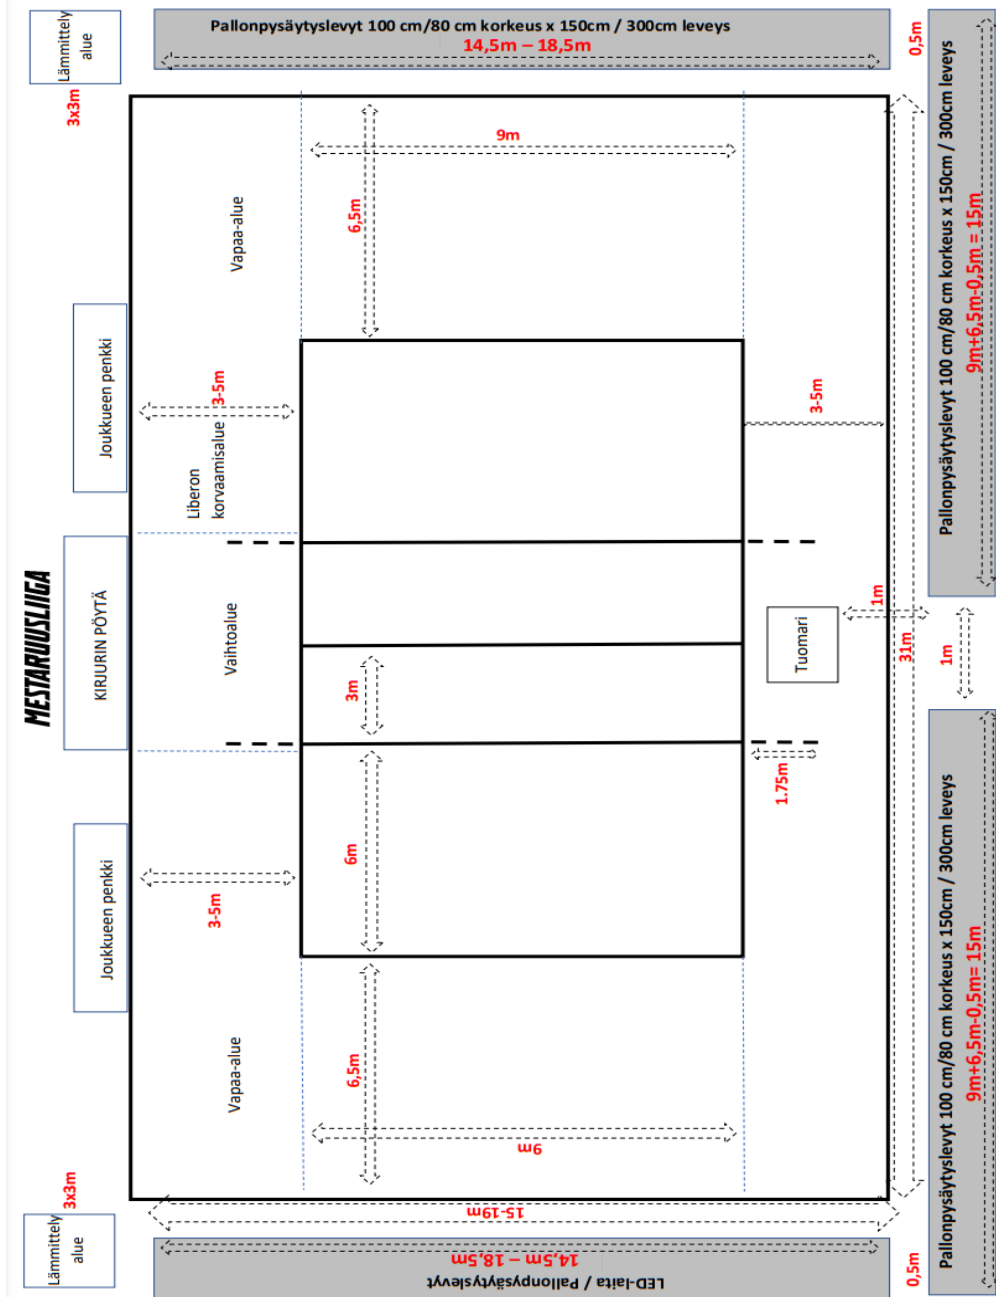 Pallonpysäytyslevyt 100 cm/80 cm korkeus x 150cm / 300cm leveys
14,5m – 18,5m
0,5m
Lämmittely
alue
3x3m
9m
6,5m
Vapaa-alue
Pallonpysäytyslevyt 100 cm/80 cm korkeus x 150cm / 300cm leveys
9m+6,5m-0,5m = 15m
Joukkueen penkki
3-5m
3-5m
Liberon
korvaamisalue
MESTARUUSLIIGA
KIRJURIN PÖYTÄ
Vaihtoalue
3m
Tuomari
1m
31m
1m
1.75m
Joukkueen penkki
3-5m
6m
Pallonpysäytyslevyt 100 cm/80 cm korkeus x 150cm / 300cm leveys
9m+6,5m-0,5m= 15m
Vapaa-alue
6,5m
9m
3x3m
Lämmittely
alue
15-19m
14,5m – 18,5m
LED-laita / Pallonpysäytyslevyt
0,5m